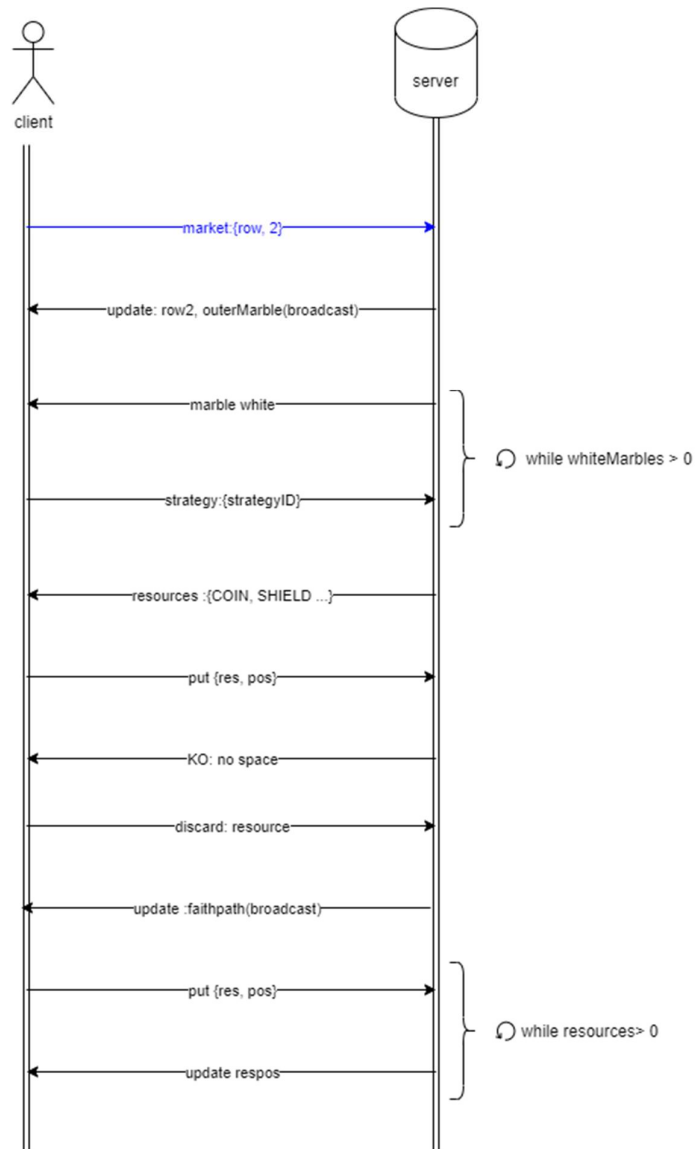 client
server
market:{row, 2}
update: row2, outerMarble(broadcast)
marble white
while whiteMarbles > 0
strategy:{strategyID}
resources :{COIN, SHIELD ...}
put {res, pos}
KO: no space
discard: resource
update :faithpath(broadcast)
put {res, pos}
while resources> 0
update respos